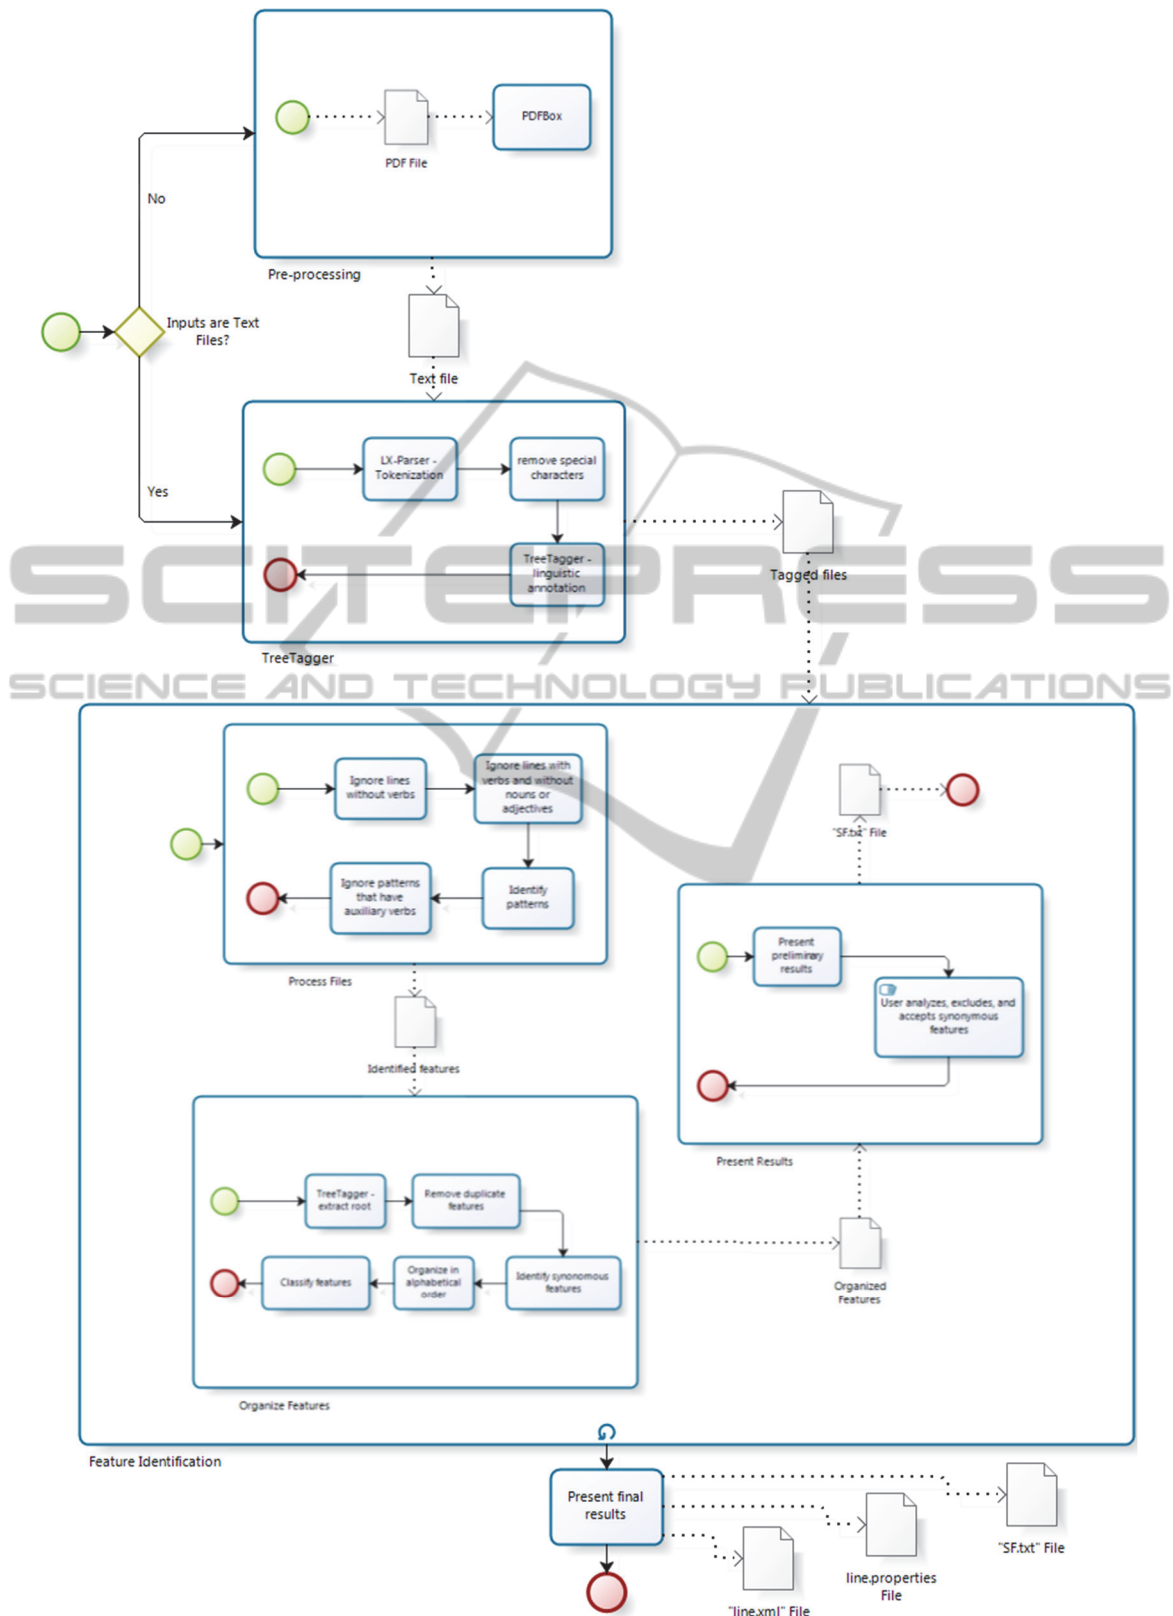 PDFBox
PDF File
No
Pre-processing
Inputs are Text
Files?
Text file
LX-Parser -
Tokenization
remove special
characters
Yes
TreeTagger -
linguistic
annotation
Tagged files
TreeTagger
SCITEPRESS
SCIENCE AND TECHNOLOGY PUBLICATIONS
Ignore lines
without verbs
Ignore lines with
verbs and without
nouns or
adjectives
"SF.txt" File
Ignore patterns
that have
auxiliary verbs
Identify
patterns
Process Files
Present
preliminary
results
User analyzes, excludes, and
accepts synonymous
features
Identified features
Present Results
TreeTagger -
extract root
Remove duplicate
features
Classify features
Organize in
alphabetical
order
Identify synonomous
features
Organized
Features
Organize Features
Feature Identification
Present final
results
"SF.txt" File
line.properties
File
"line.xml" File